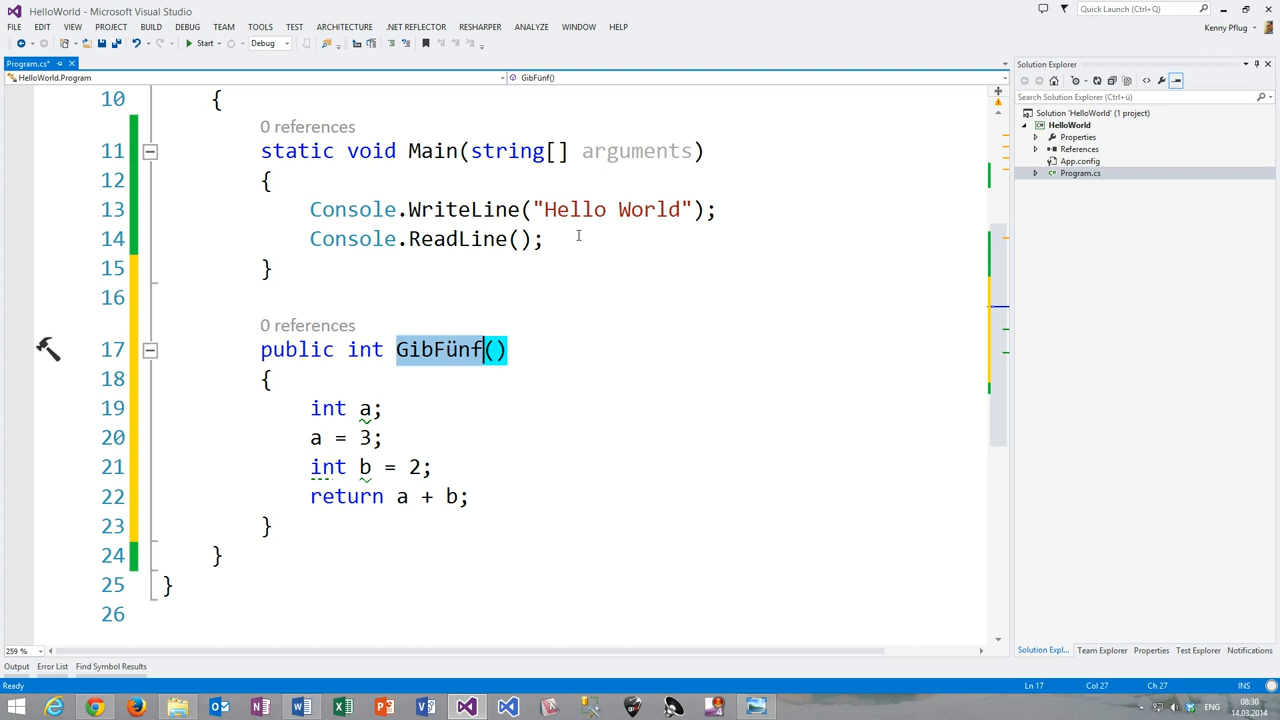 HelloWorld - Microsoft Visual Studio
Quick Launch (Ctrl+Q)
FILE EDIT VIEW PROJECT BUILD DEBUG TEAM TOOLS TEST ARCHITECTURE .NET REFLECTOR RESHARPER ANALYZE WINDOW HELP
Kenny Pflug
Start Debug
Program.cs*
HelloWorld.Program
GibFünf()
10 {
0 references
11 static void Main(string[] arguments)
12 {
13 Console.WriteLine("Hello World");
14 Console.ReadLine();
15 }
16
0 references
17 public int GibFünf()
18 {
19 int a;
20 a = 3;
21 int b = 2;
22 return a + b;
23 }
24 }
25 }
26
259 %
Solution Explorer
Search Solution Explorer (Ctrl+ü)
Solution 'HelloWorld' (1 project)
HelloWorld
Properties
References
App.config
Program.cs
Solution Expl... Team Explorer Properties Test Explorer Notifications
Output Error List Find Symbol Results
Ready
Ln 17 Col 27 Ch 27 INS
ENG
08:30
14.03.2014